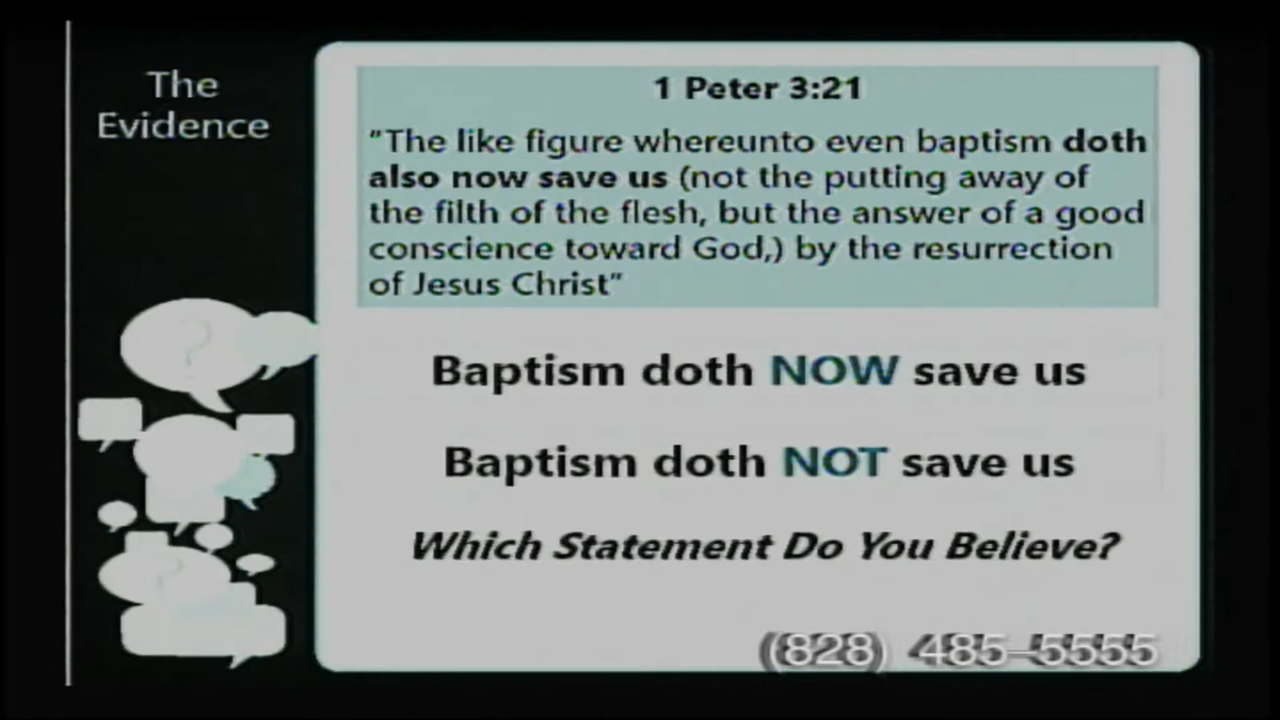 The
Evidence
1 Peter 3:21
"The like figure whereunto even baptism doth
also now save us (not the putting away of
the filth of the flesh, but the answer of a good
conscience toward God,) by the resurrection
of Jesus Christ"
Baptism doth NOW save us
Baptism doth NOT save us
Which Statement Do You Believe?
(828) 485-5555